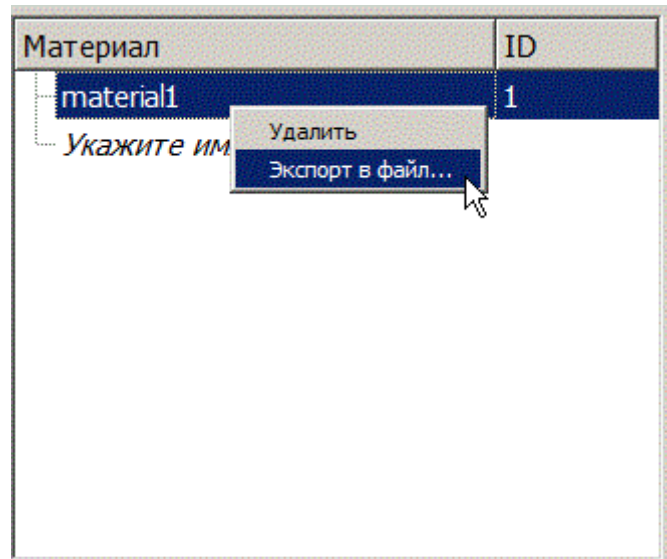 Материал ID
material1 1
Укажите им
Удалить
Экспорт в файл...